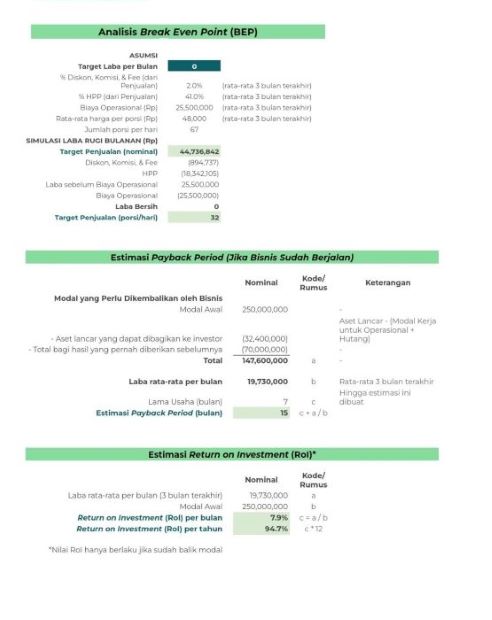 Analisis Break Even Point (BEP)
ASUMSI
Target Laba per Bulan 0
% Diskon, Komisi, & Fee (dari
Penjualan) 2.0% (rata-rata 3 bulan terakhir)
% HPP (dari Penjualan) 41.0% (rata-rata 3 bulan terakhir)
Biaya Operasional (Rp) 25,500,000 (rata-rata 3 bulan terakhir)
Rata-rata harga per porsi (Rp) 48,000 (rata-rata 3 bulan terakhir)
Jumlah porsi per hari 67
SIMULASI LABA RUGI BULANAN (Rp)
Target Penjualan (nominal) 44,736,842
Diskon, Komisi, & Fee (894,737)
HPP (18,342,105)
Laba sebelum Biaya Operasional 25,500,000
Biaya Operasional (25,500,000)
Laba Bersih 0
Target Penjualan (porsi/hari) 32
Estimasi Payback Period (Jika Bisnis Sudah Berjalan)
Nominal Kode/ Keterangan
Rumus
Modal yang Perlu Dikembalikan oleh Bisnis
Modal Awal 250,000,000 -
Aset Lancar - (Modal Kerja
untuk Operasional +
- Aset lancar yang dapat dibagikan ke investor (32,400,000) Hutang)
- Total bagi hasil yang pernah diberikan sebelumnya (70,000,000) -
Total 147,600,000 a -
Laba rata-rata per bulan 19,730,000 b Rata-rata 3 bulan terakhir
Hingga estimasi ini
Lama Usaha (bulan) 7 c dibuat
Estimasi Payback Period (bulan) 15 c + a / b
Estimasi Return on Investment (RoI)*
Nominal Kode/
Rumus
Laba rata-rata per bulan (3 bulan terakhir) 19,730,000 a
Modal Awal 250,000,000 b
Return on Investment (RoI) per bulan 7.9% c = a / b
Return on Investment (RoI) per tahun 94.7% c * 12
*Nilai RoI hanya berlaku jika sudah balik modal